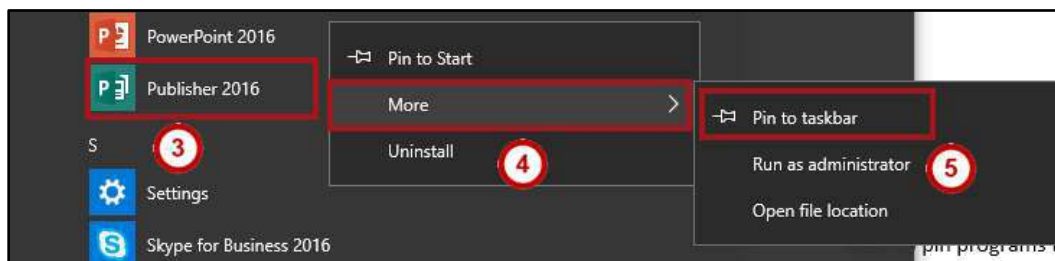 PowerPoint 2016
Publisher 2016
S
3
Settings
Skype for Business 2016
Pin to Start
More
Uninstall
4
Pin to taskbar
Run as administrator
5
Open file location
pin programs